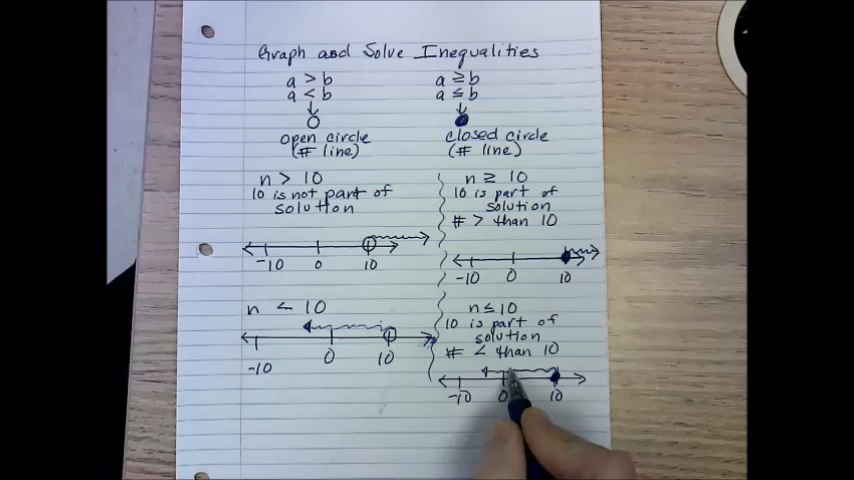 Graph and Solve Inequalities
a > b
a < b
open circle
(# line)
a ≥ b
a ≤ b
closed circle
(# line)
n > 10
10 is not part of
solution
-10 0 10
n ≥ 10
10 is part of
solution
# > than 10
-10 0 10
n < 10
-10 0 10
n ≤ 10
10 is part of
solution
# < than 10
-10 0 10